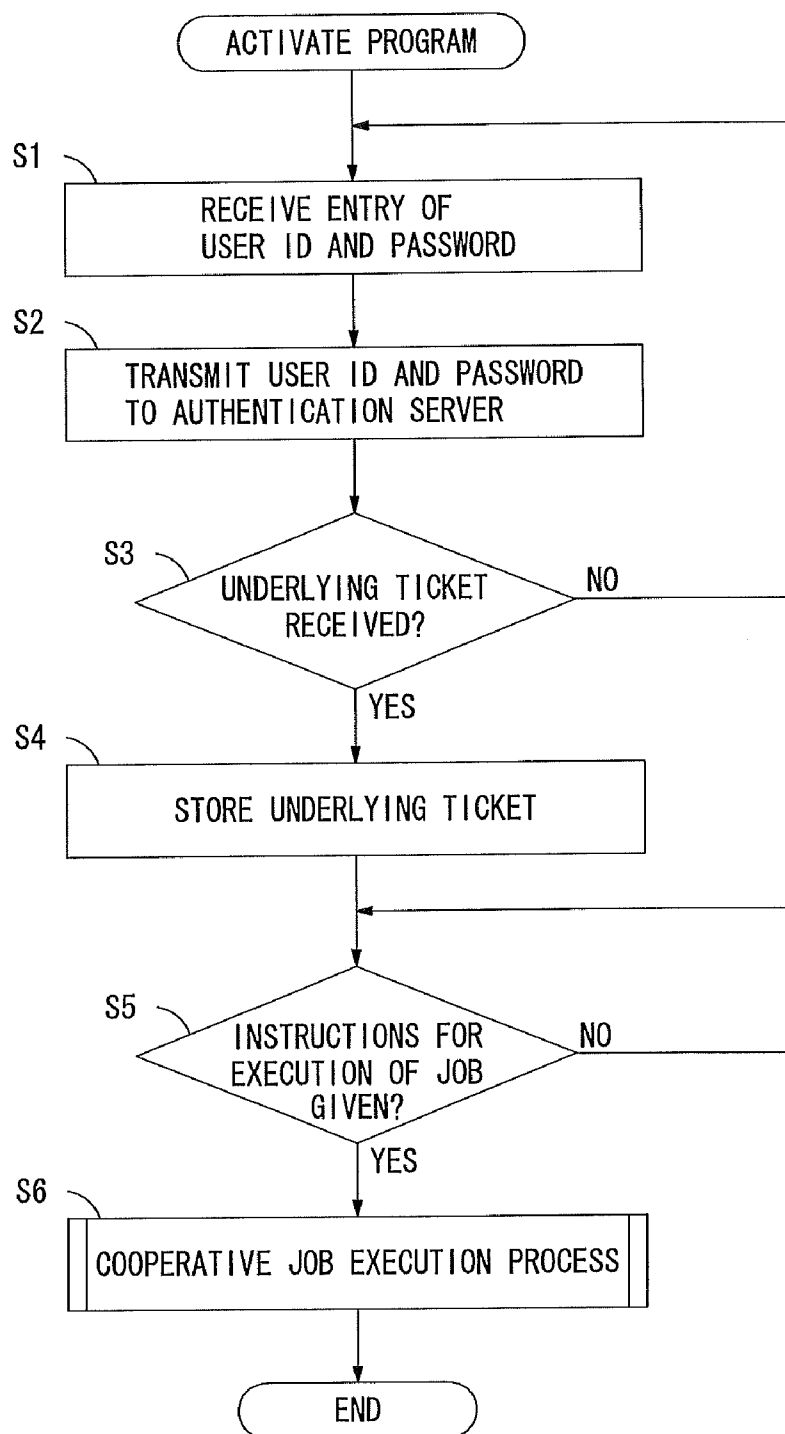 ACTIVATE PROGRAM
S1
RECEIVE ENTRY OF
USER ID AND PASSWORD
S2
TRANSMIT USER ID AND PASSWORD
TO AUTHENTICATION SERVER
S3
UNDERLYING TICKET
RECEIVED?
NO
YES
S4
STORE UNDERLYING TICKET
S5
INSTRUCTIONS FOR
EXECUTION OF JOB
GIVEN?
NO
YES
S6
COOPERATIVE JOB EXECUTION PROCESS
END